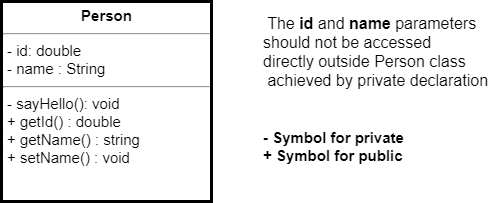 Person
- id: double
- name : String
- sayHello(): void
+ getId() : double
+ getName() : string
+ setName() : void
The id and name parameters
should not be accessed
directly outside Person class
achieved by private declaration
- Symbol for private
+ Symbol for public